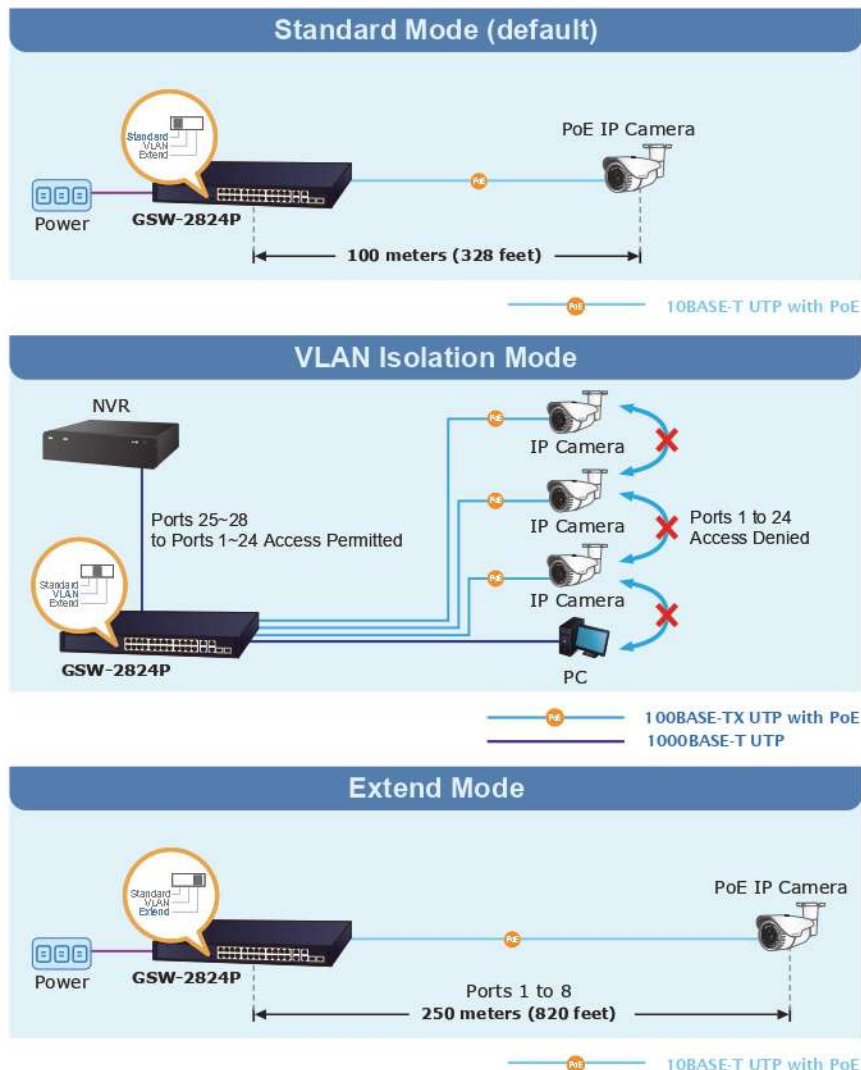 Standard Mode (default)
Standard
VLAN
Extend
PoE IP Camera
PoE
Power
GSW-2824P
100 meters (328 feet)
PoE
10BASE-T UTP with PoE
VLAN Isolation Mode
NVR
PoE
IP Camera
Ports 25~28
to Ports 1~24 Access Permitted
PoE
IP Camera
Ports 1 to 24
Access Denied
Standard
VLAN
Extend
PoE
IP Camera
GSW-2824P
PC
PoE
100BASE-TX UTP with PoE
1000BASE-T UTP
Extend Mode
Standard
VLAN
Extend
PoE IP Camera
PoE
Power
GSW-2824P
Ports 1 to 8
250 meters (820 feet)
PoE
10BASE-T UTP with PoE